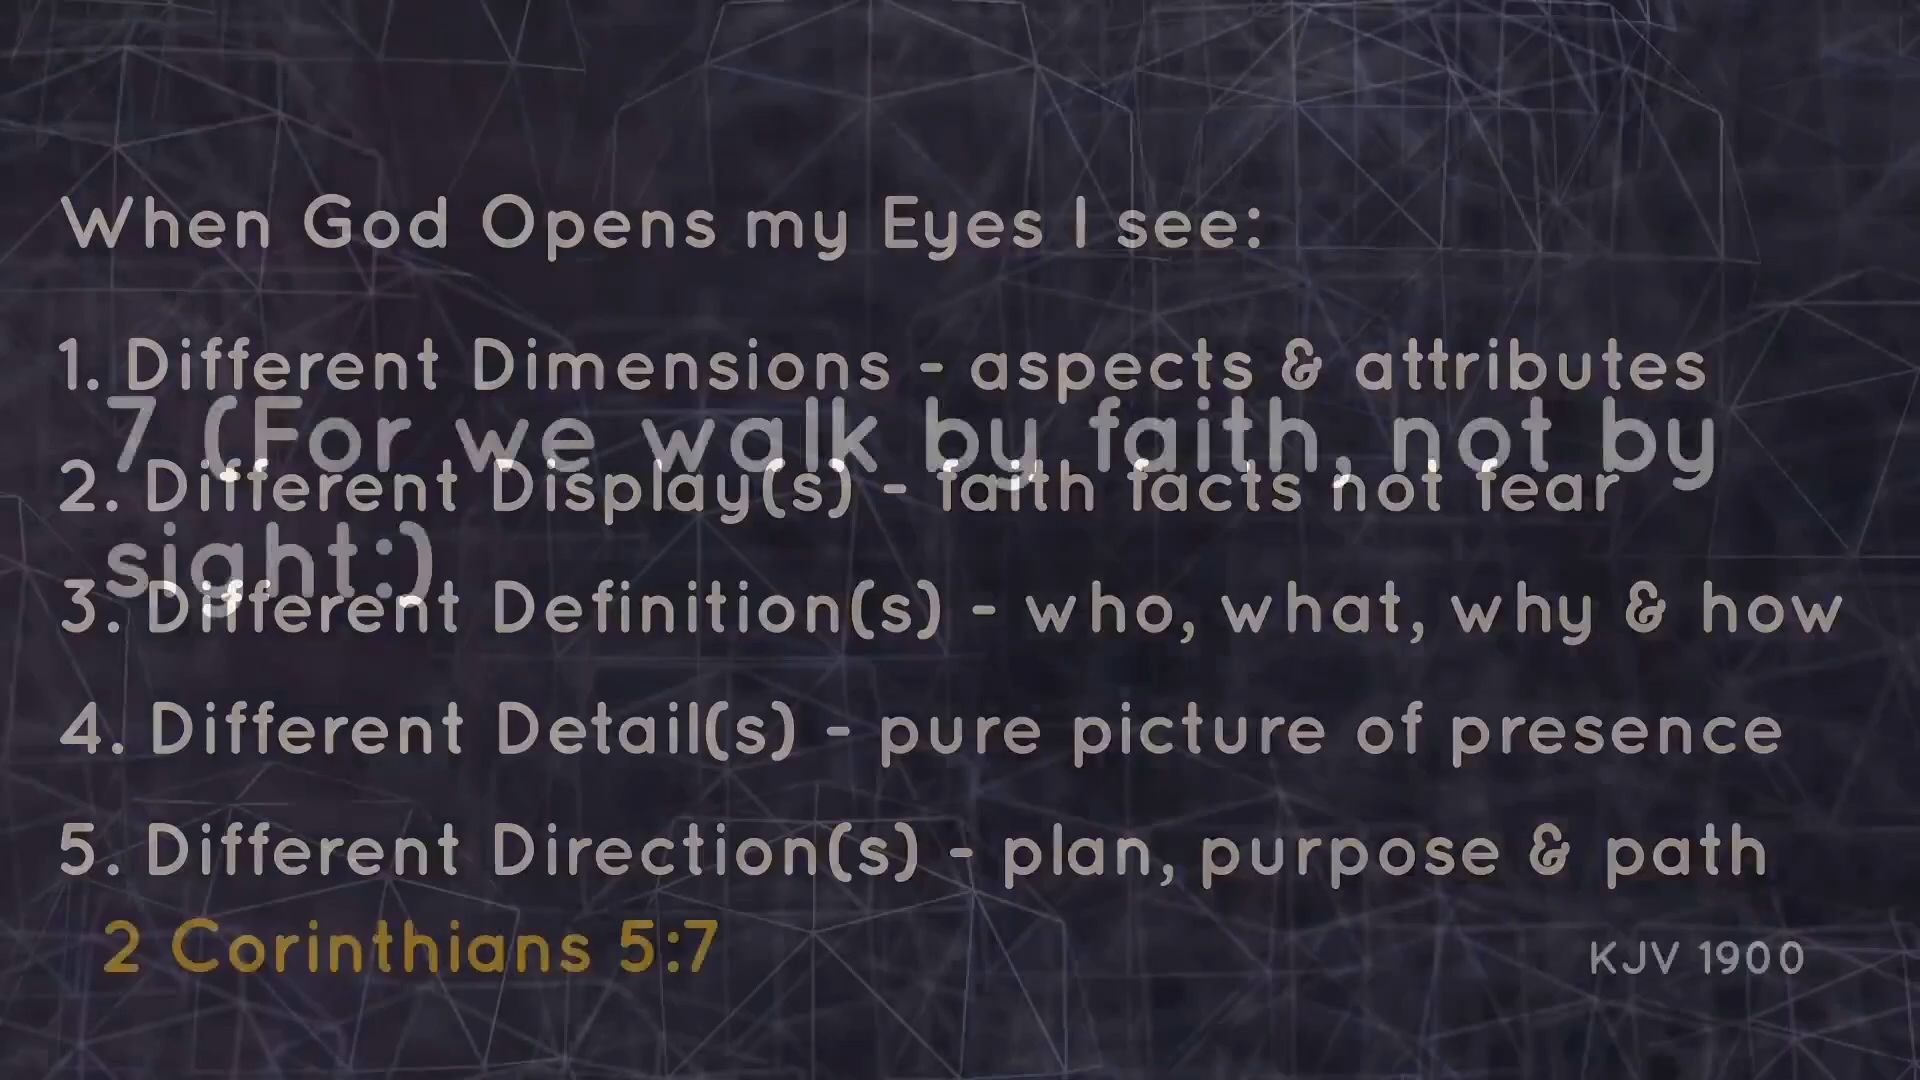 When God Opens my Eyes I see:
1. Different Dimensions - aspects & attributes
7 (For we walk by faith, not by
2. Different Display(s) - faith facts not fear
sight:)
3. Different Definition(s) - who, what, why & how
4. Different Detail(s) - pure picture of presence
5. Different Direction(s) - plan, purpose & path
2 Corinthians 5:7
KJV 1900